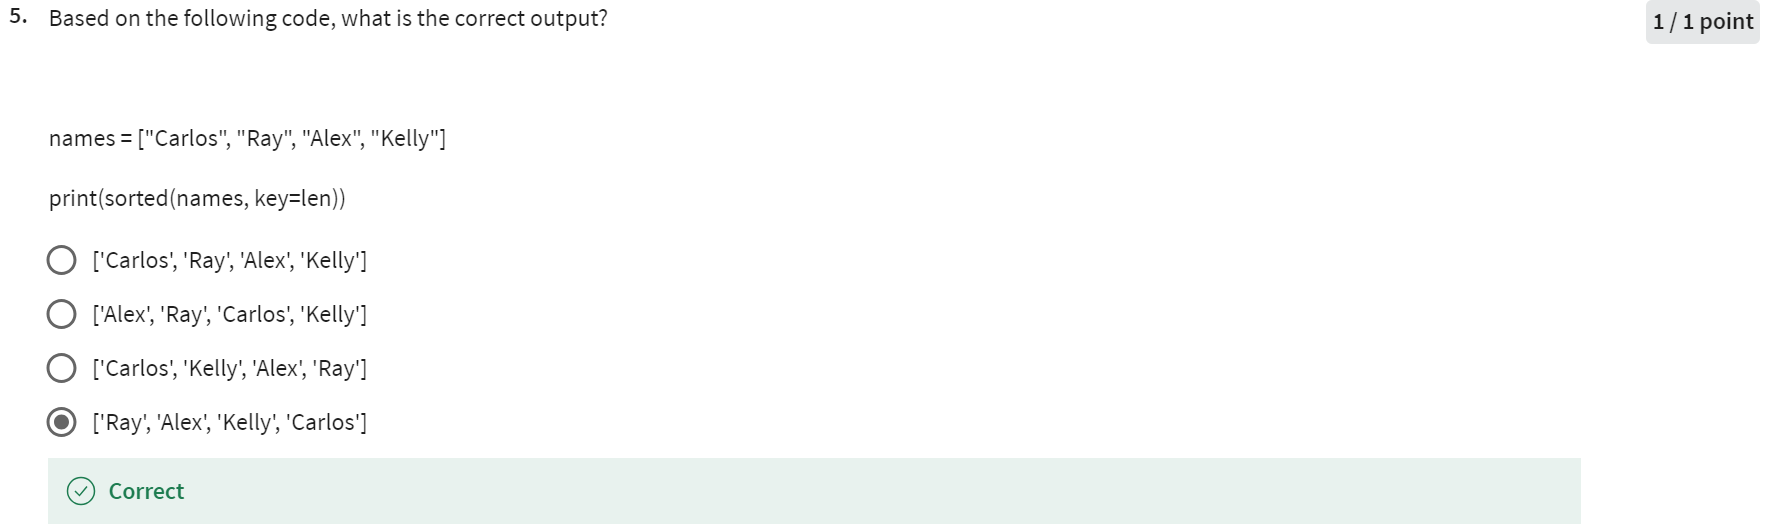 5. Based on the following code, what is the correct output?
1 / 1 point
names = ["Carlos", "Ray", "Alex", "Kelly"]
print(sorted(names, key=len))
['Carlos', 'Ray', 'Alex', 'Kelly']
['Alex', 'Ray', 'Carlos', 'Kelly']
['Carlos', 'Kelly', 'Alex', 'Ray']
['Ray', 'Alex', 'Kelly', 'Carlos']
Correct